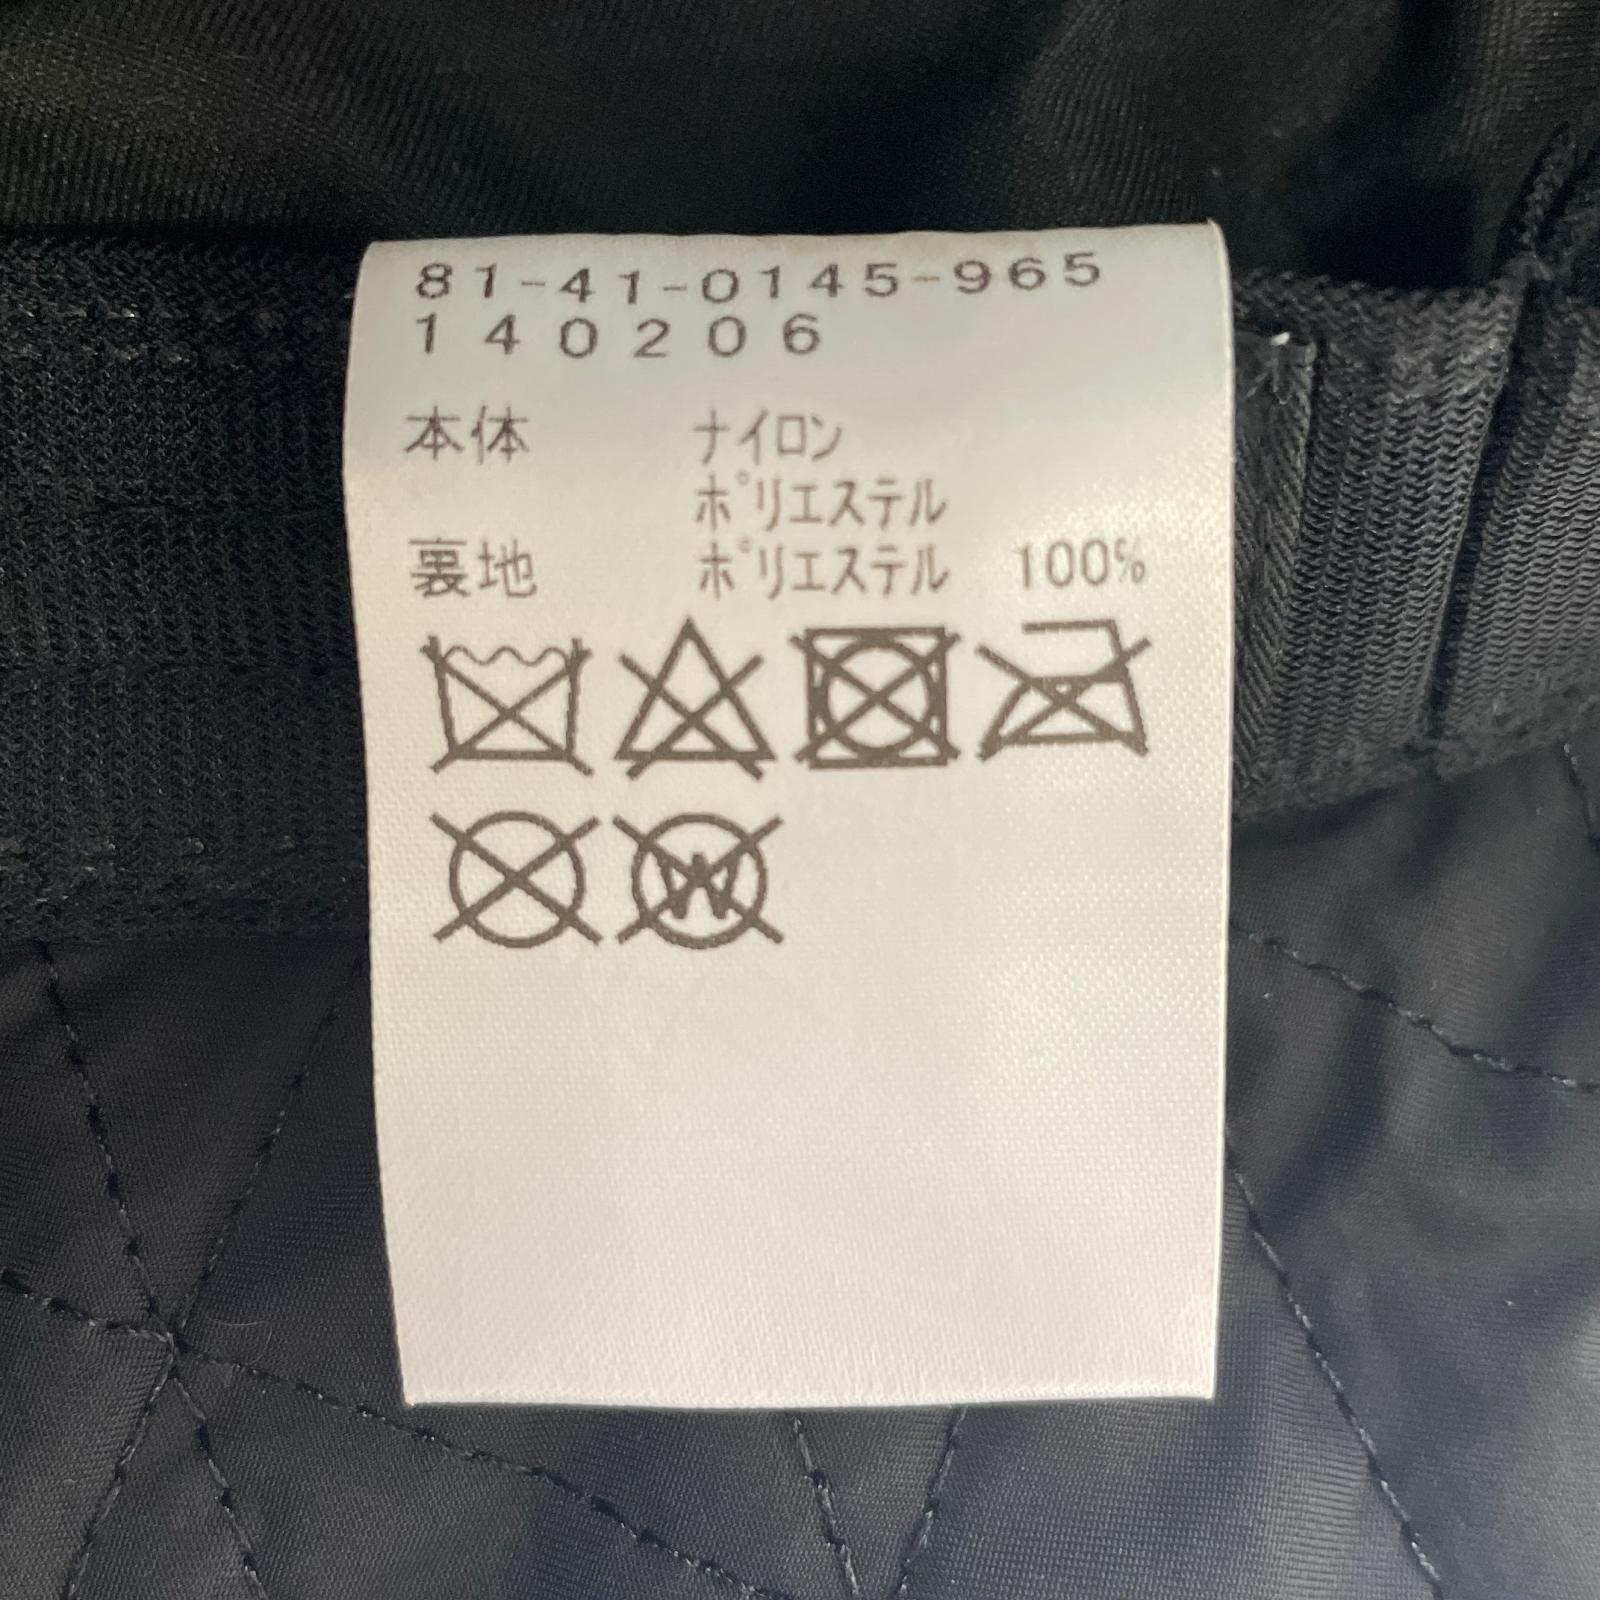 81-41-0145-965
140206
本体 ナイロン
ポリエステル
裏地 ポリエステル 100%
W